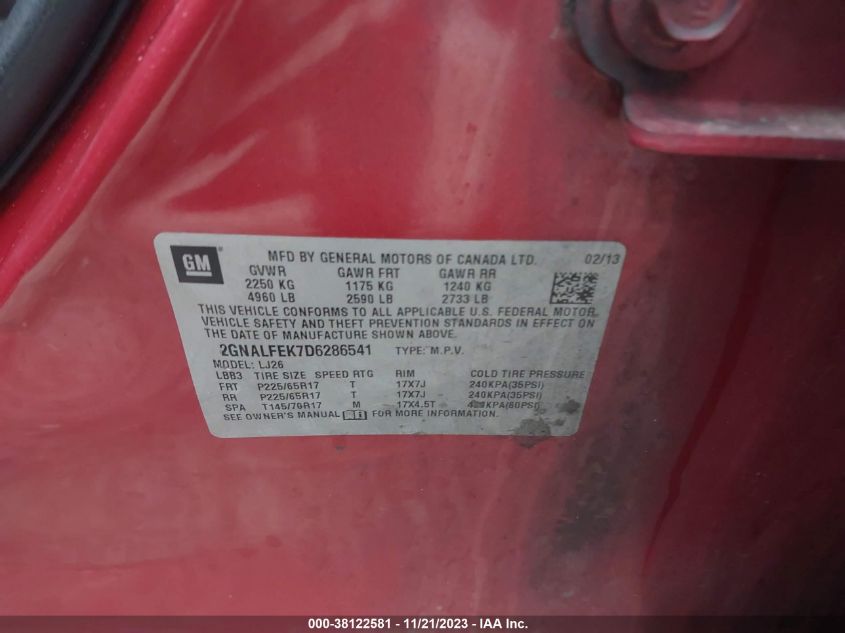 GM
MFD BY GENERAL MOTORS OF CANADA LTD. 02/13
GVWR GAWR FRT GAWR RR
2250 KG 1175 KG 1240 KG
4960 LB 2590 LB 2733 LB
THIS VEHICLE CONFORMS TO ALL APPLICABLE U.S. FEDERAL MOTOR
VEHICLE SAFETY AND THEFT PREVENTION STANDARDS IN EFFECT ON
THE DATE OF MANUFACTURE SHOWN ABOVE.
2GNALFEK7D6286541 TYPE: M.P.V.
MODEL: LJ26
LBB3 TIRE SIZE SPEED RTG RIM COLD TIRE PRESSURE
FRT P225/65R17 T 17X7J 240KPA(35PSI)
RR P225/65R17 T 17X7J 240KPA(35PSI)
SPA T145/70R17 M 17X4.5T 420KPA(60PSI)
SEE OWNER'S MANUAL FOR MORE INFORMATION.
000-38122581 - 11/21/2023 - IAA Inc.